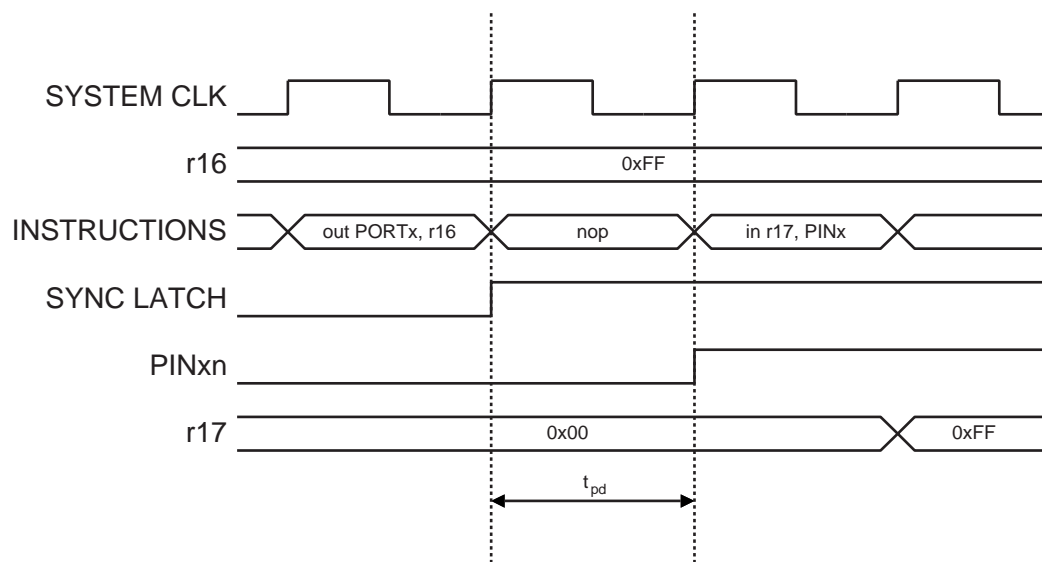 SYSTEM CLK
r16
0xFF
INSTRUCTIONS
out PORTx, r16
nop
in r17, PINx
SYNC LATCH
PINxn
r17
0x00
0xFF
tpd